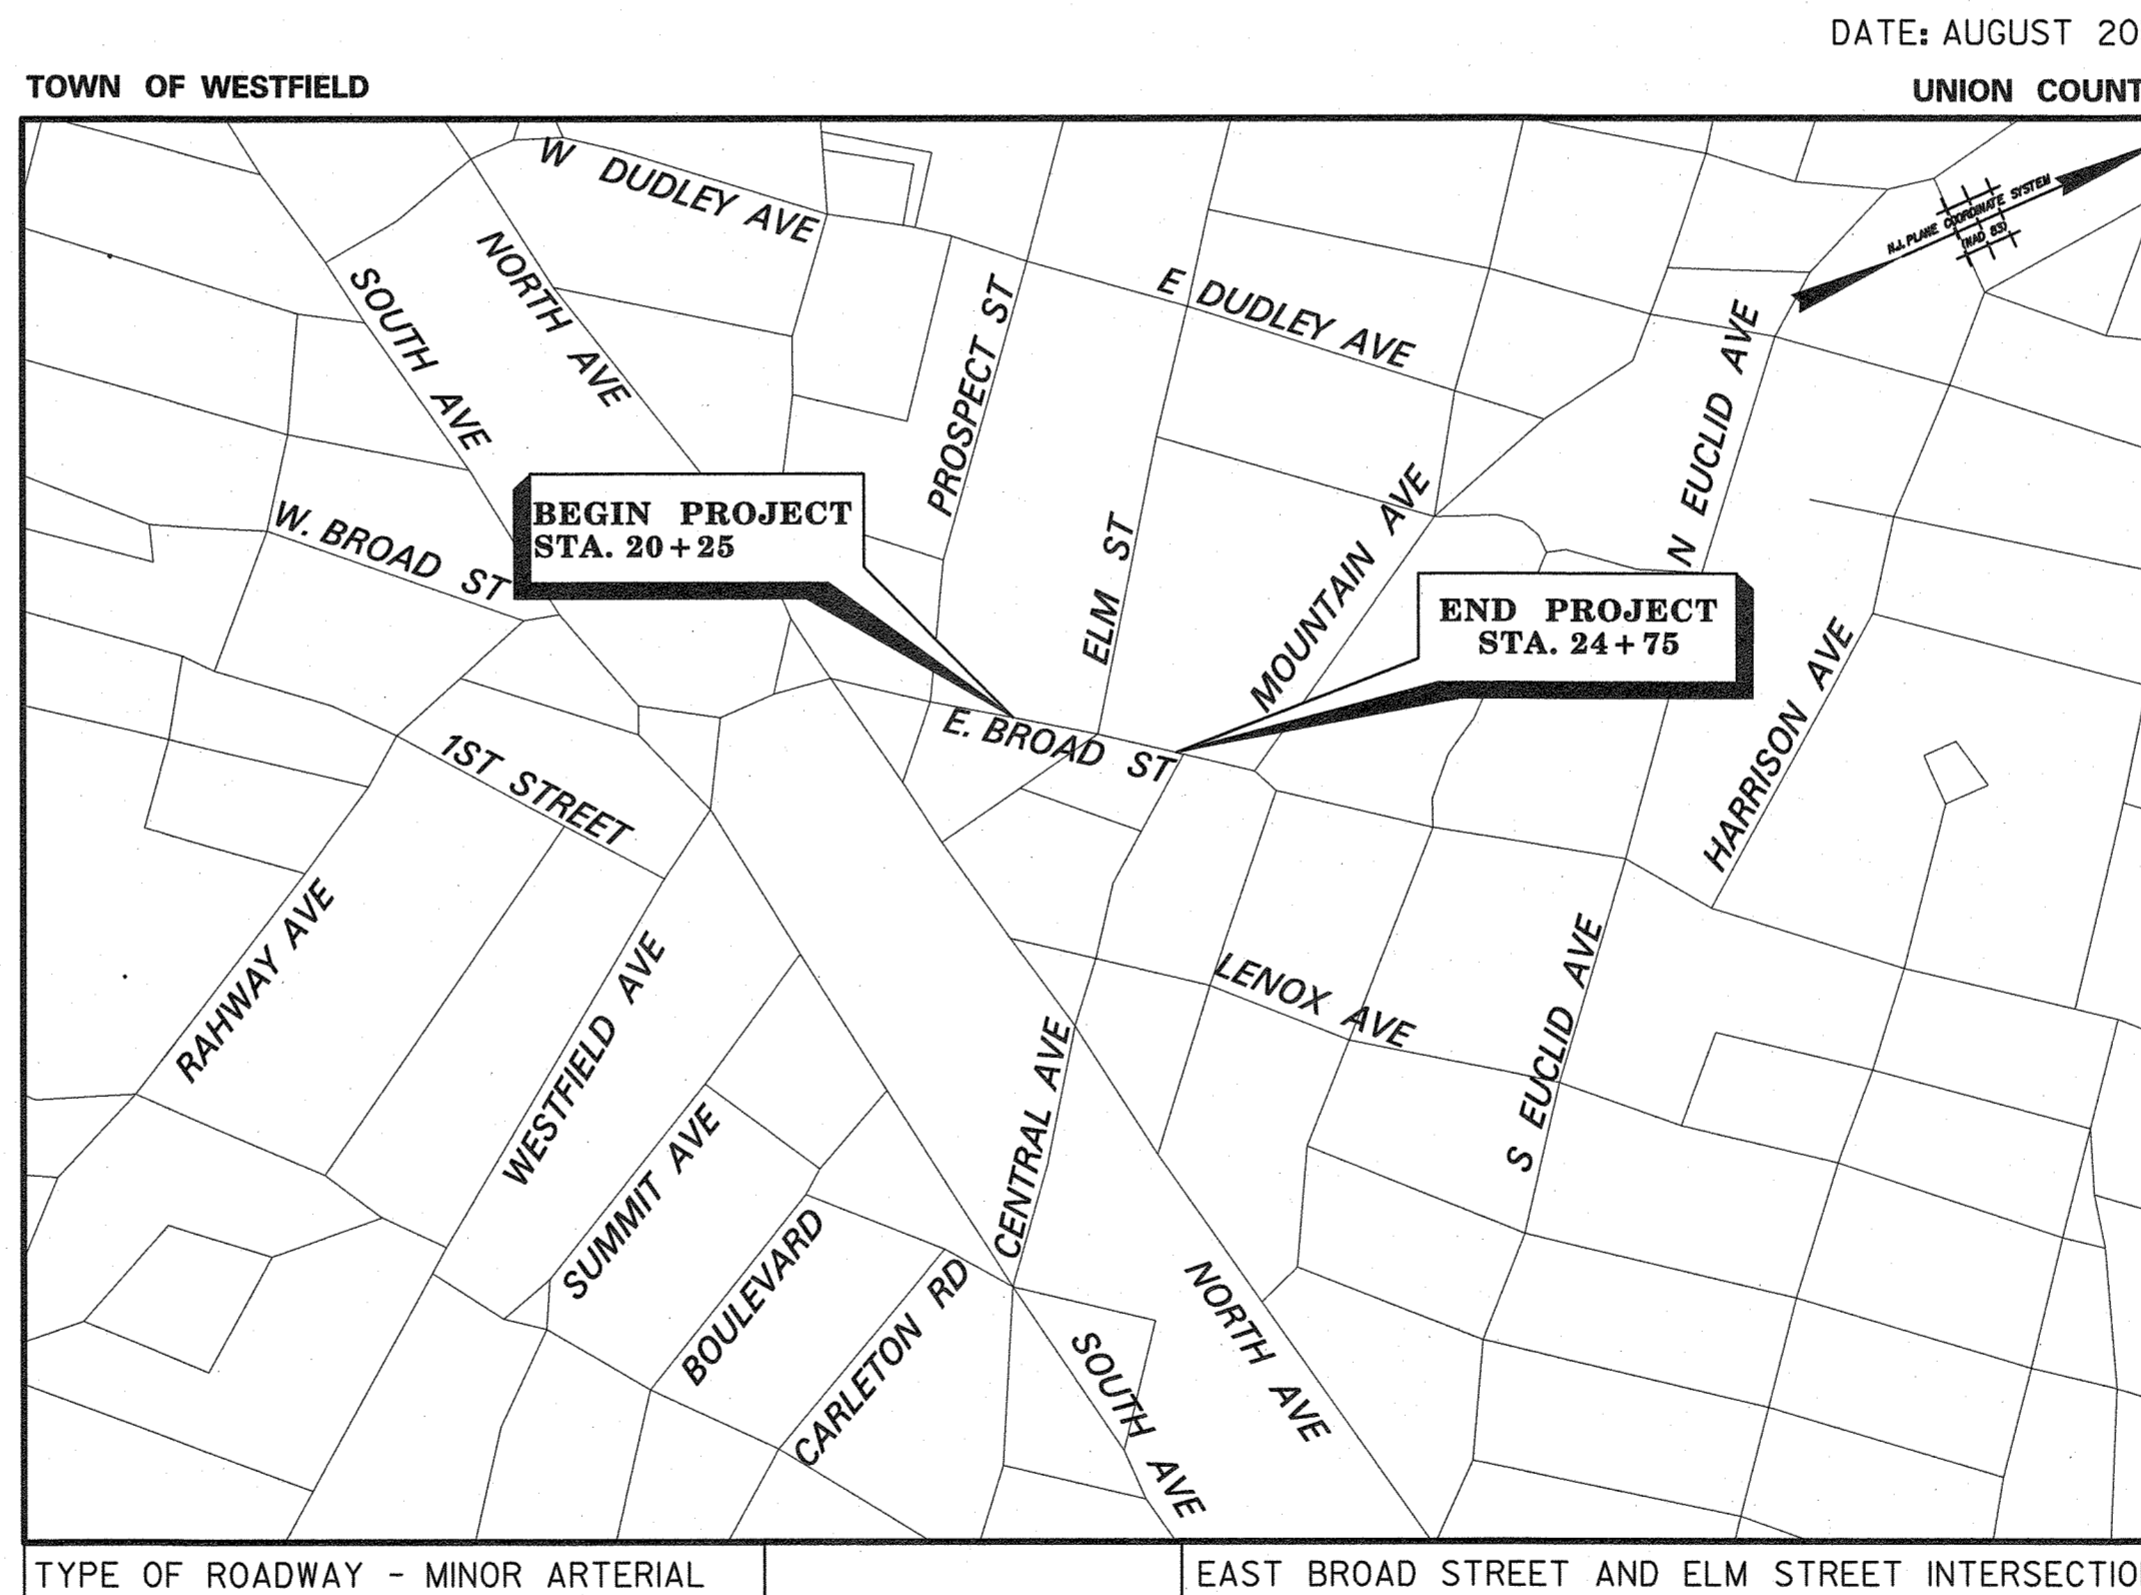 DATE: AUGUST 20
TOWN OF WESTFIELD
UNION COUNT
W DUDLEY AVE
NORTH AVE
SOUTH AVE
N.J. PLANE COORDINATE SYSTEM
(NAD 83)
E DUDLEY AVE
PROSPECT ST
N EUCLID AVE
W. BROAD ST
BEGIN PROJECT
STA. 20+25
ELM ST
MOUNTAIN AVE
END PROJECT
STA. 24+75
HARRISON AVE
E. BROAD ST
1ST STREET
RAHWAY AVE
WESTFIELD AVE
LENOX AVE
S EUCLID AVE
CENTRAL AVE
SUMMIT AVE
BOULEVARD
CARLETON RD
NORTH AVE
SOUTH AVE
TYPE OF ROADWAY - MINOR ARTERIAL
EAST BROAD STREET AND ELM STREET INTERSECTIO